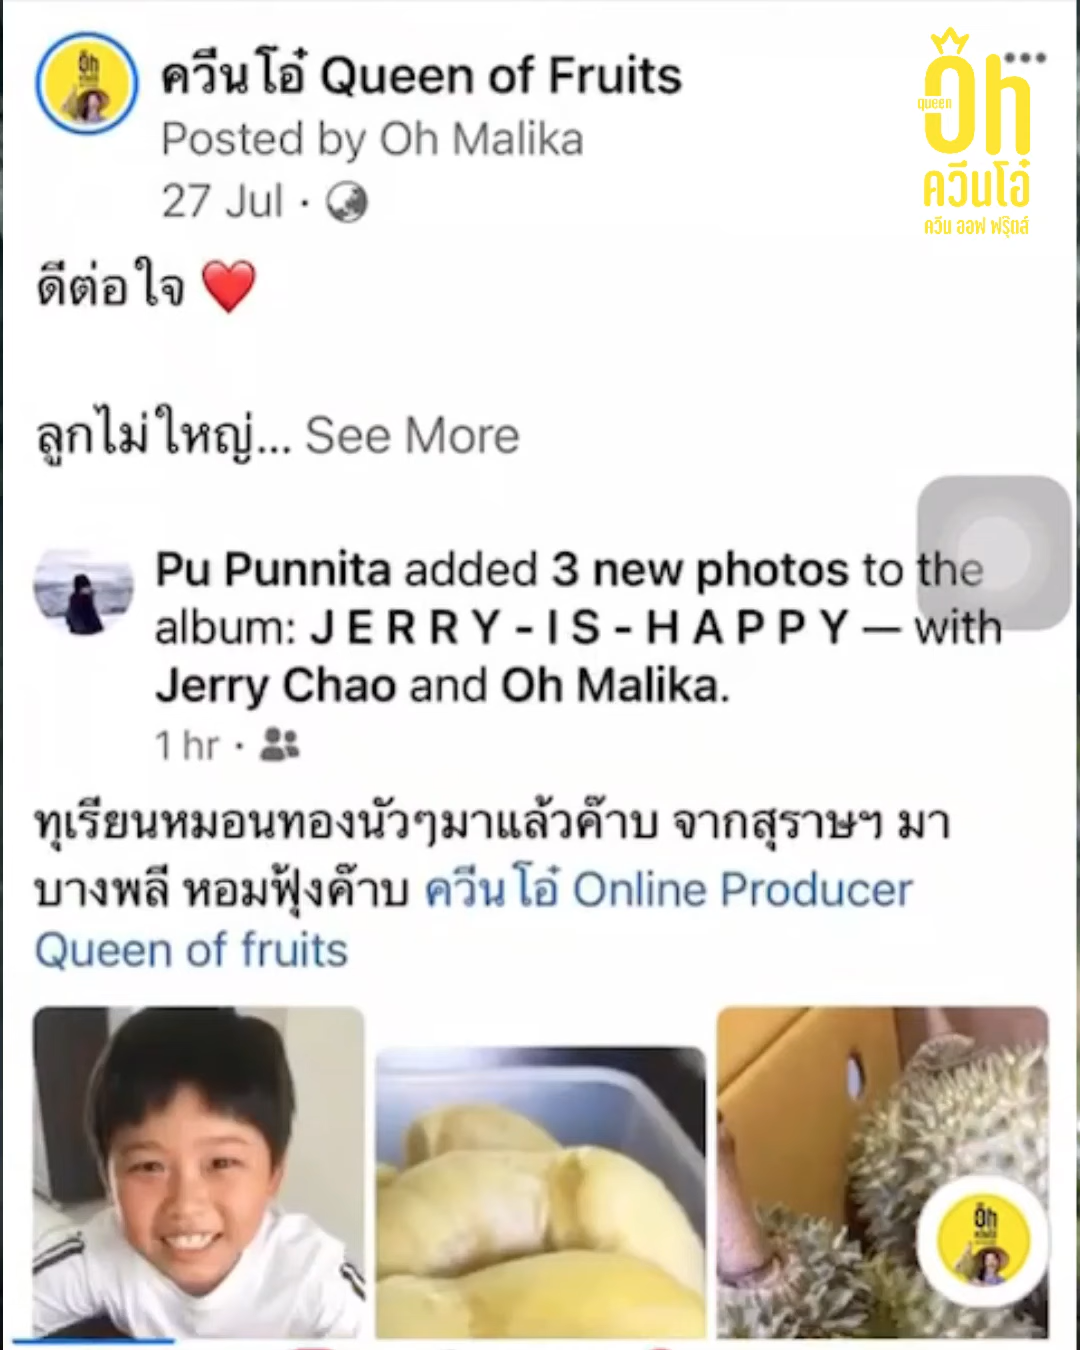 ควีนโอ๋ Queen of Fruits
Posted by Oh Malika
27 Jul ·
Oh
queen
ควีนโอ๋
ควีน ออฟ ฟรุ๊ตส์
ดีต่อใจ ❤️
ลูกไม่ใหญ่... See More
Pu Punnita added 3 new photos to the
album: J E R R Y - I S - H A P P Y — with
Jerry Chao and Oh Malika.
1 hr ·
ทุเรียนหมอนทองนัวๆมาแล้วค๊าบ จากสุราษฯ มา
บางพลี หอมฟุ้งค๊าบ ควีนโอ๋ Online Producer
Queen of fruits
Oh